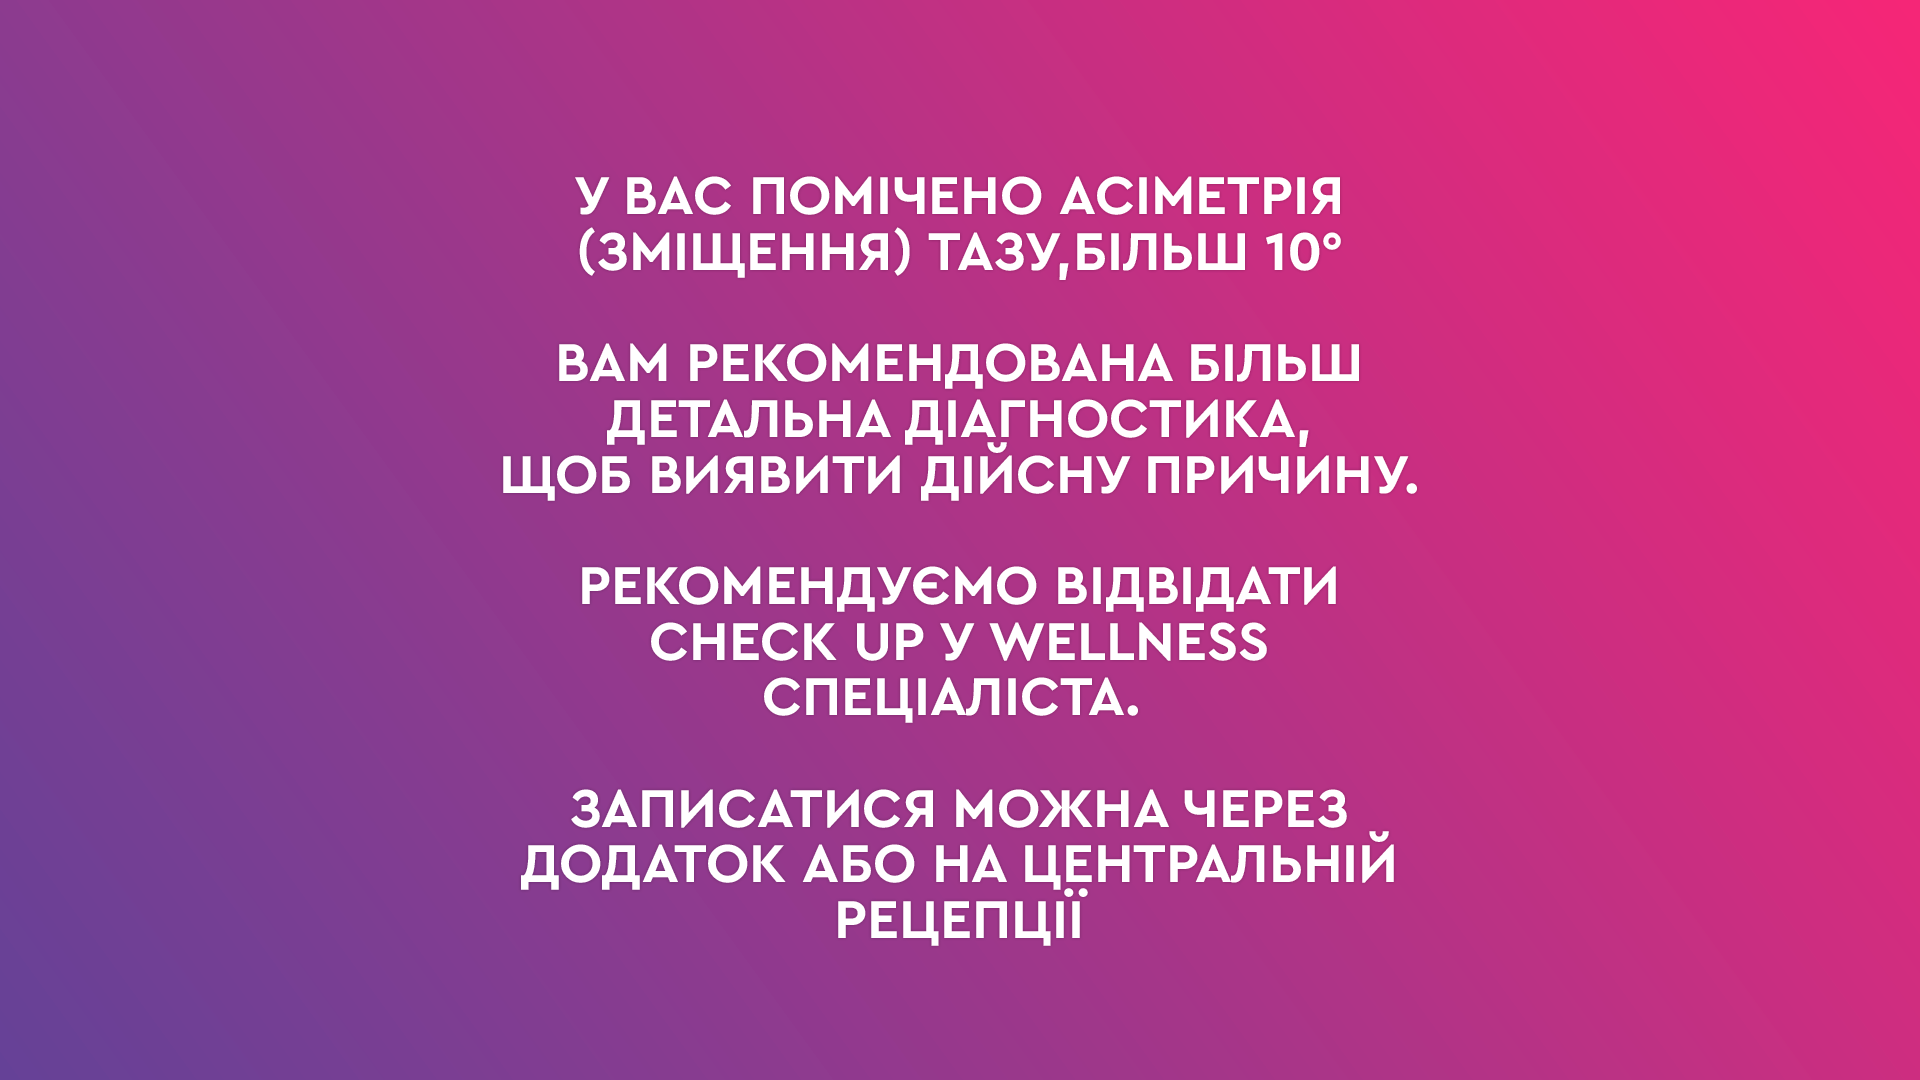 У ВАС ПОМІЧЕНО АСІМЕТРІЯ
(ЗМІЩЕННЯ) ТАЗУ,БІЛЬШ 10°
ВАМ РЕКОМЕНДОВАНА БІЛЬШ
ДЕТАЛЬНА ДІАГНОСТИКА,
ЩОБ ВИЯВИТИ ДІЙСНУ ПРИЧИНУ.
РЕКОМЕНДУЄМО ВІДВІДАТИ
CHECK UP У WELLNESS
СПЕЦІАЛІСТА.
ЗАПИСАТИСЯ МОЖНА ЧЕРЕЗ
ДОДАТОК АБО НА ЦЕНТРАЛЬНІЙ
РЕЦЕПЦІЇ